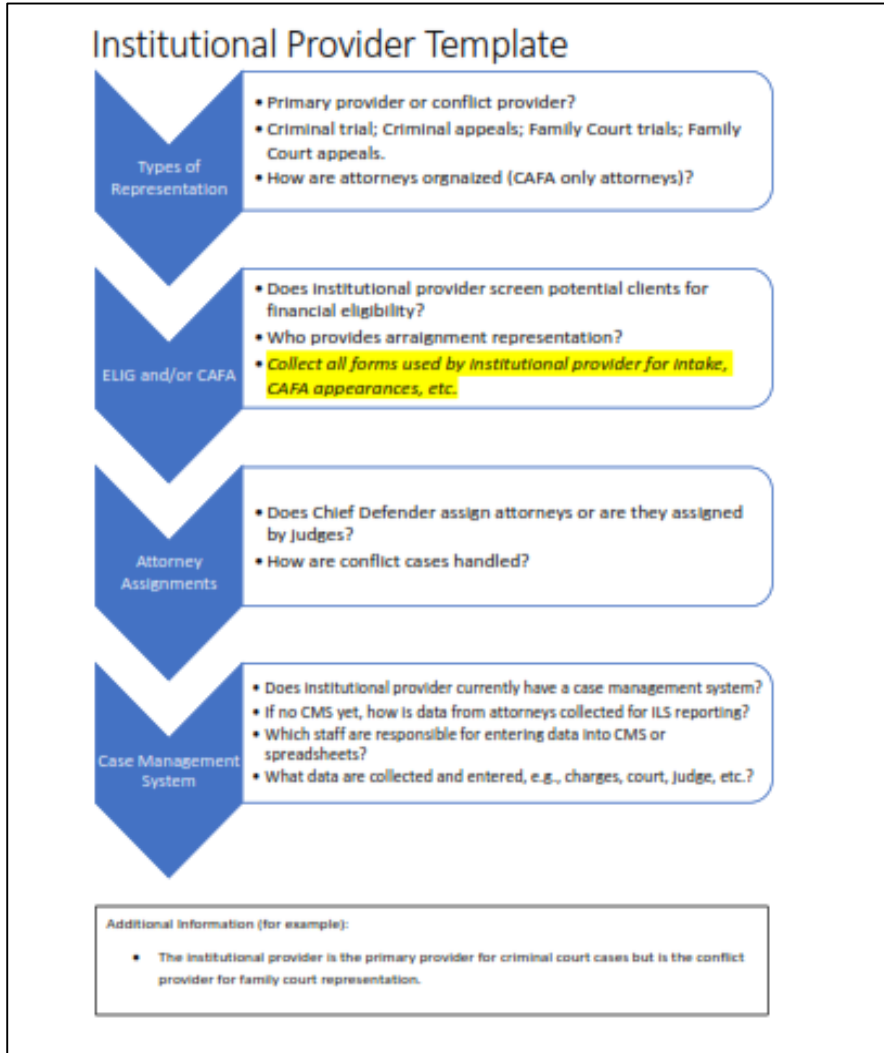 Institutional Provider Template
Types of
Representation
• Primary provider or conflict provider?
• Criminal trial; Criminal appeals; Family Court trials; Family
Court appeals.
• How are attorneys orgnaized (CAFA only attorneys)?
ELIG and/or CAFA
• Does institutional provider screen potential clients for
financial eligibility?
• Who provides arraignment representation?
• Collect all forms used by institutional provider for intake,
CAFA appearances, etc.
Attorney
Assignments
• Does Chief Defender assign attorneys or are they assigned
by judges?
• How are conflict cases handled?
Case Management
System
• Does institutional provider currently have a case management system?
• If no CMS yet, how is data from attorneys collected for ILS reporting?
• Which staff are responsible for entering data into CMS or
spreadsheets?
• What data are collected and entered, e.g., charges, court, judge, etc.?
Additional Information (for example):
• The institutional provider is the primary provider for criminal court cases but is the conflict
provider for family court representation.